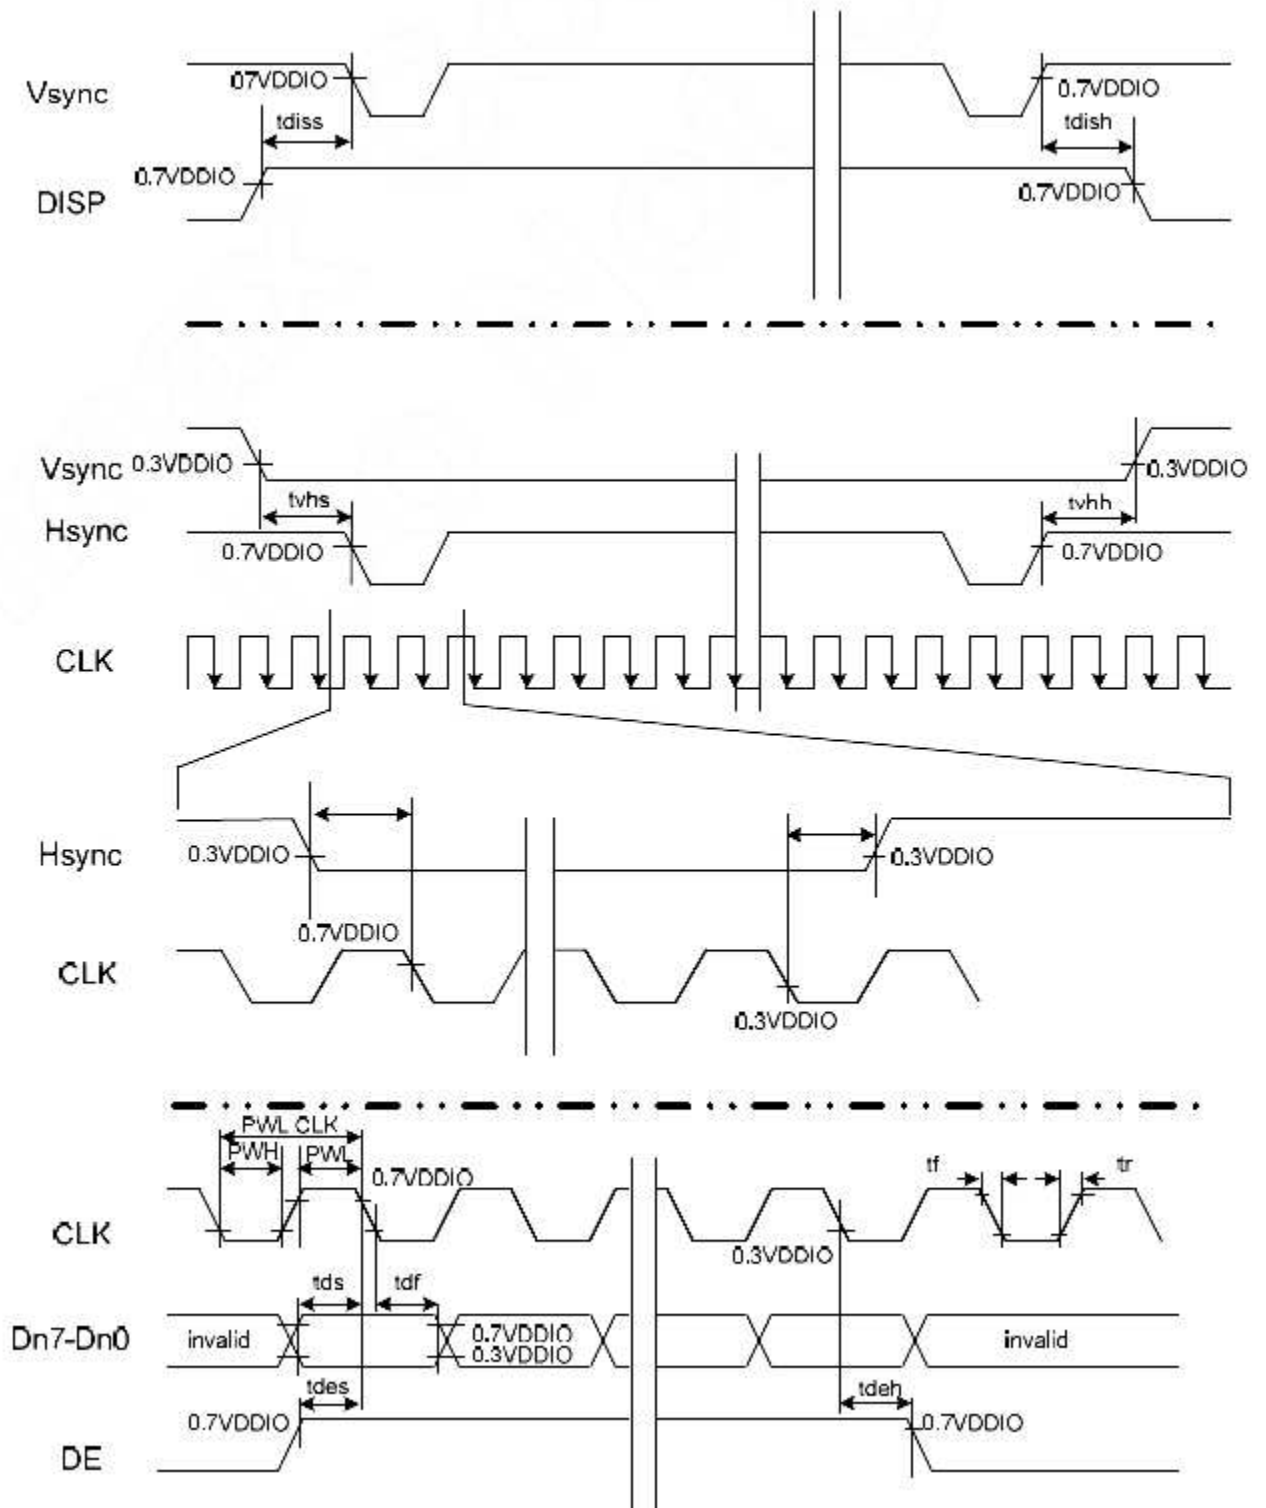 07VDDIO
Vsync
0.7VDDIO
tdiss
tdish
0.7VDDIO
DISP
0.7VDDIO
Vsync
0.3VDDIO
0.3VDDIO
tvhs
tvhh
Hsync
0.7VDDIO
0.7VDDIO
CLK
Hsync
0.3VDDIO
0.3VDDIO
0.7VDDIO
CLK
0.3VDDIO
PWL CLK
PWH
PWL
0.7VDDIO
tf
tr
CLK
0.3VDDIO
tds
tdf
Dn7-Dn0
invalid
0.7VDDIO
0.3VDDIO
invalid
tdes
tdeh
0.7VDDIO
0.7VDDIO
DE